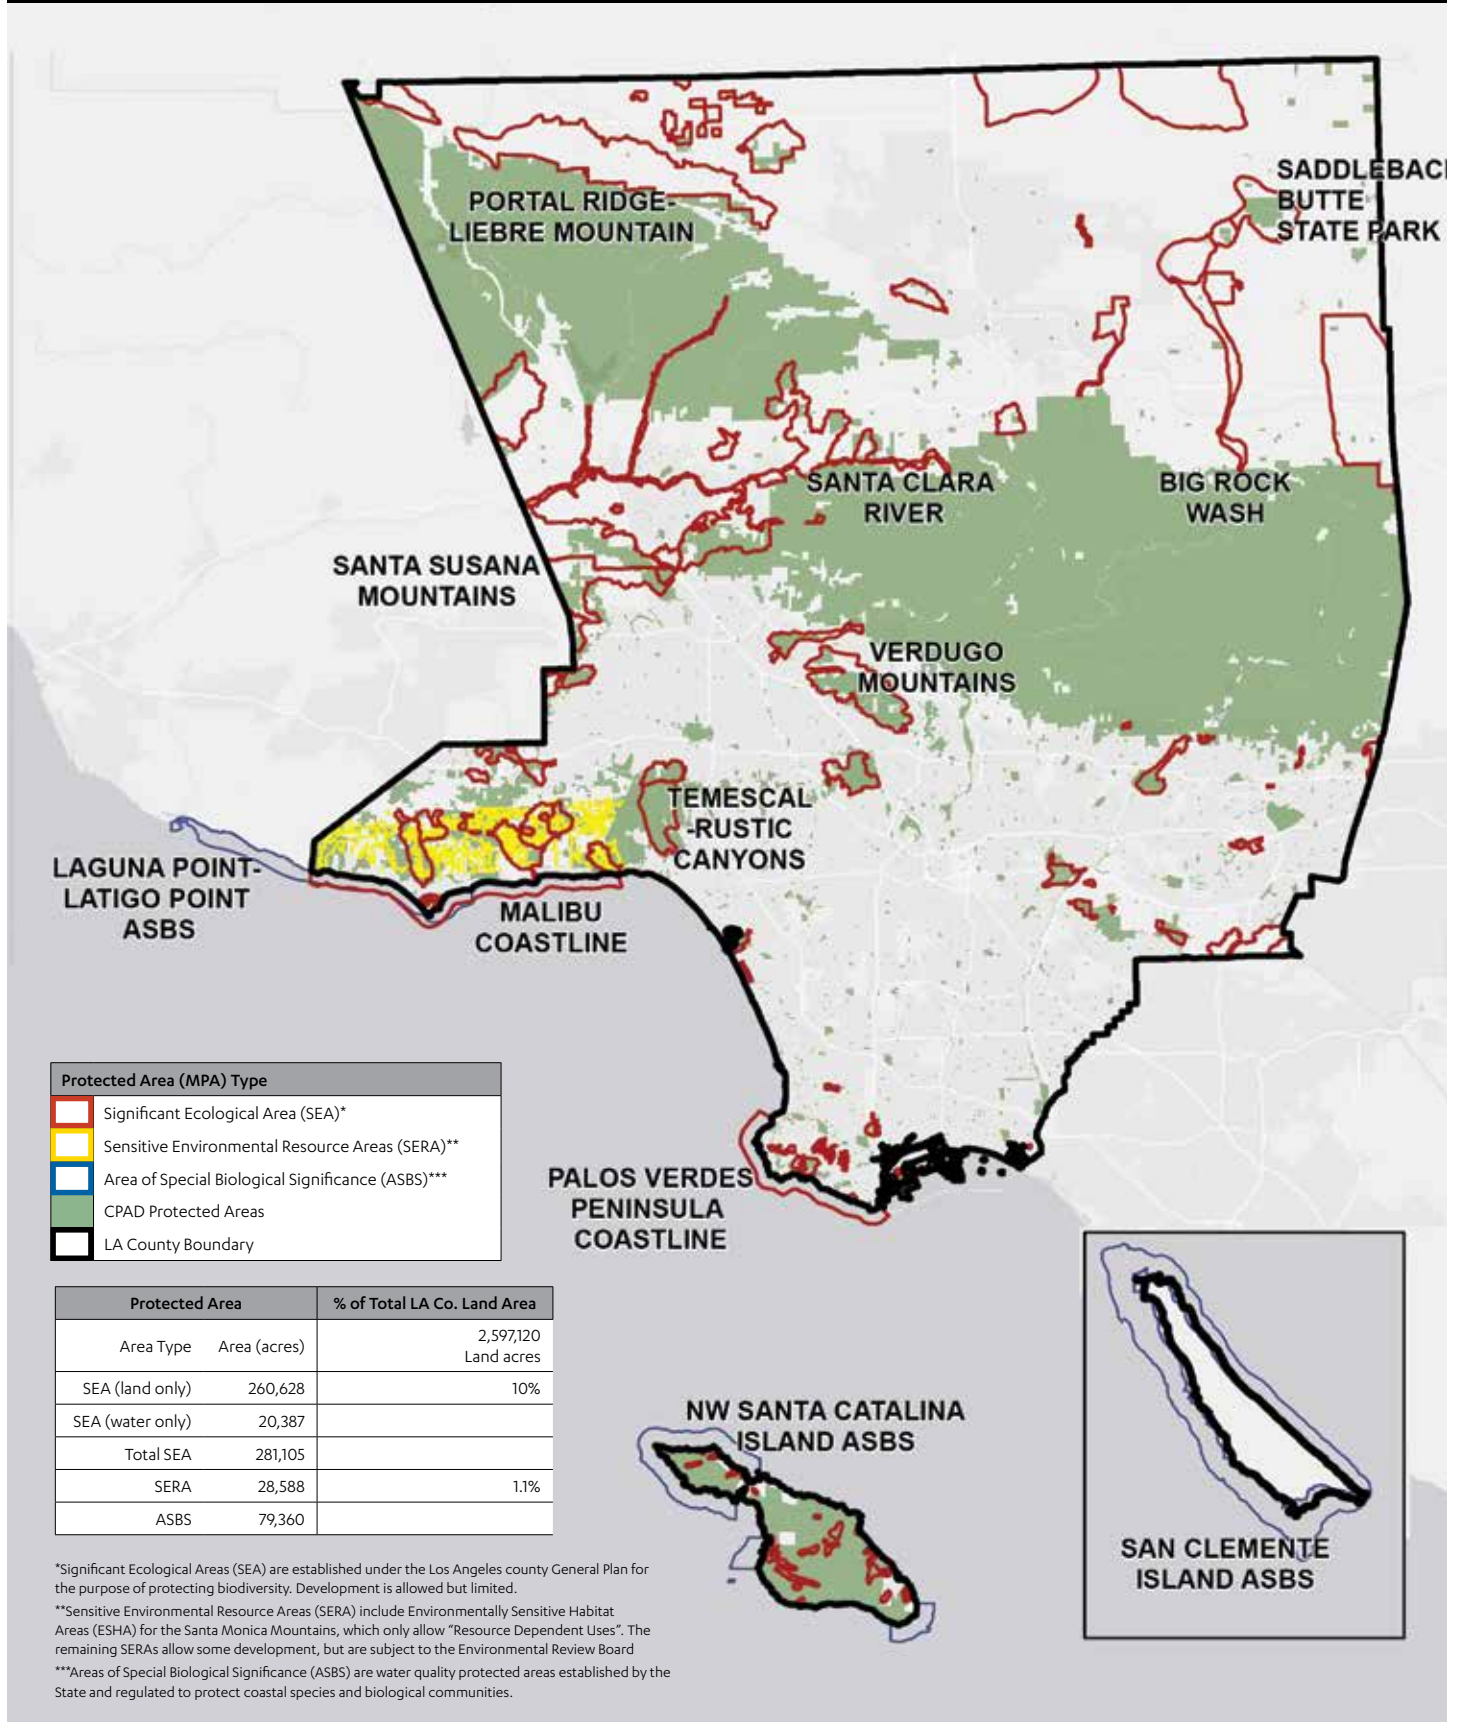 SADDLEBAC
BUTTE
STATE PARK
PORTAL RIDGE-
LIEBRE MOUNTAIN
SANTA CLARA
RIVER
BIG ROCK
WASH
SANTA SUSANA
MOUNTAINS
VERDUGO
MOUNTAINS
TEMESCAL
-RUSTIC
CANYONS
LAGUNA POINT-
LATIGO POINT
ASBS
MALIBU
COASTLINE
Protected Area (MPA) Type
Significant Ecological Area (SEA)*
Sensitive Environmental Resource Areas (SERA)**
Area of Special Biological Significance (ASBS)***
CPAD Protected Areas
LA County Boundary
PALOS VERDES
PENINSULA
COASTLINE
Protected Area % of Total LA Co. Land Area
Area Type Area (acres) 2,597,120
Land acres
SEA (land only) 260,628 10%
SEA (water only) 20,387
Total SEA 281,105
SERA 28,588 1.1%
ASBS 79,360
NW SANTA CATALINA
ISLAND ASBS
SAN CLEMENTE
ISLAND ASBS
*Significant Ecological Areas (SEA) are established under the Los Angeles county General Plan for
the purpose of protecting biodiversity. Development is allowed but limited.
**Sensitive Environmental Resource Areas (SERA) include Environmentally Sensitive Habitat
Areas (ESHA) for the Santa Monica Mountains, which only allow "Resource Dependent Uses". The
remaining SERAs allow some development, but are subject to the Environmental Review Board
***Areas of Special Biological Significance (ASBS) are water quality protected areas established by the
State and regulated to protect coastal species and biological communities.